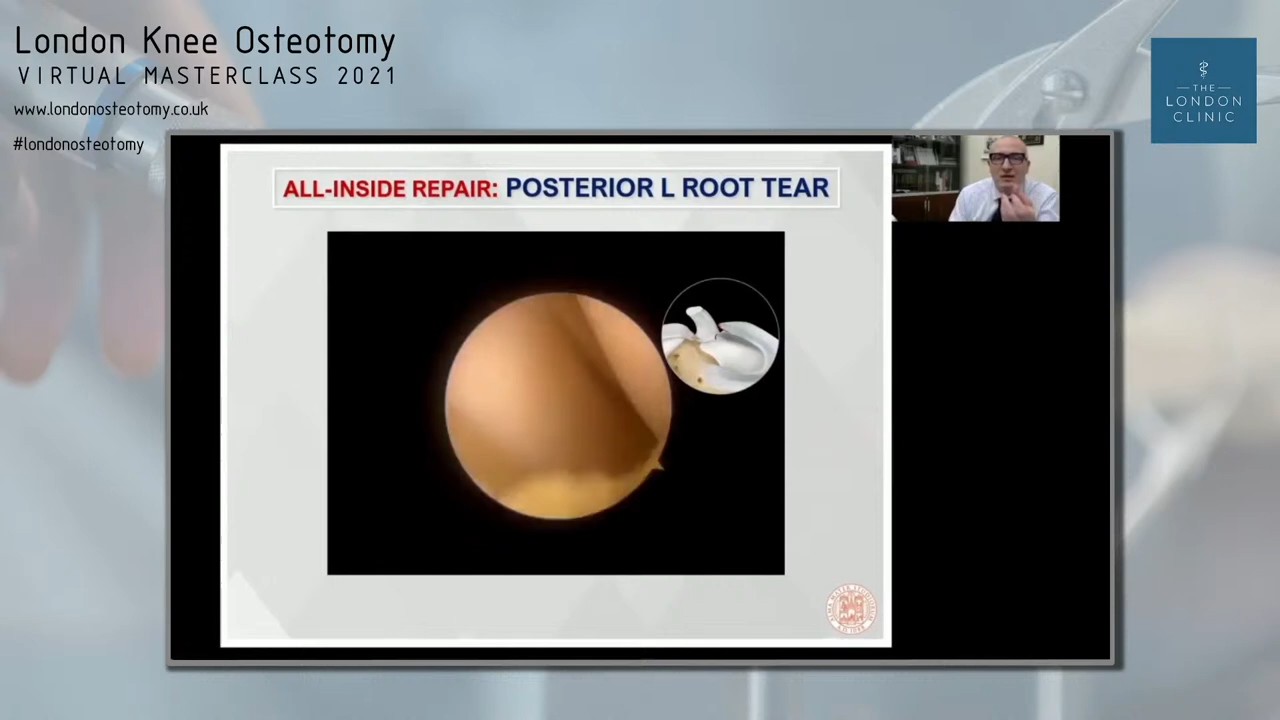 London Knee Osteotomy
VIRTUAL MASTERCLASS 2021
www.londonosteotomy.co.uk
#londonosteotomy
THE
LONDON
CLINIC
ALL-INSIDE REPAIR: POSTERIOR L ROOT TEAR